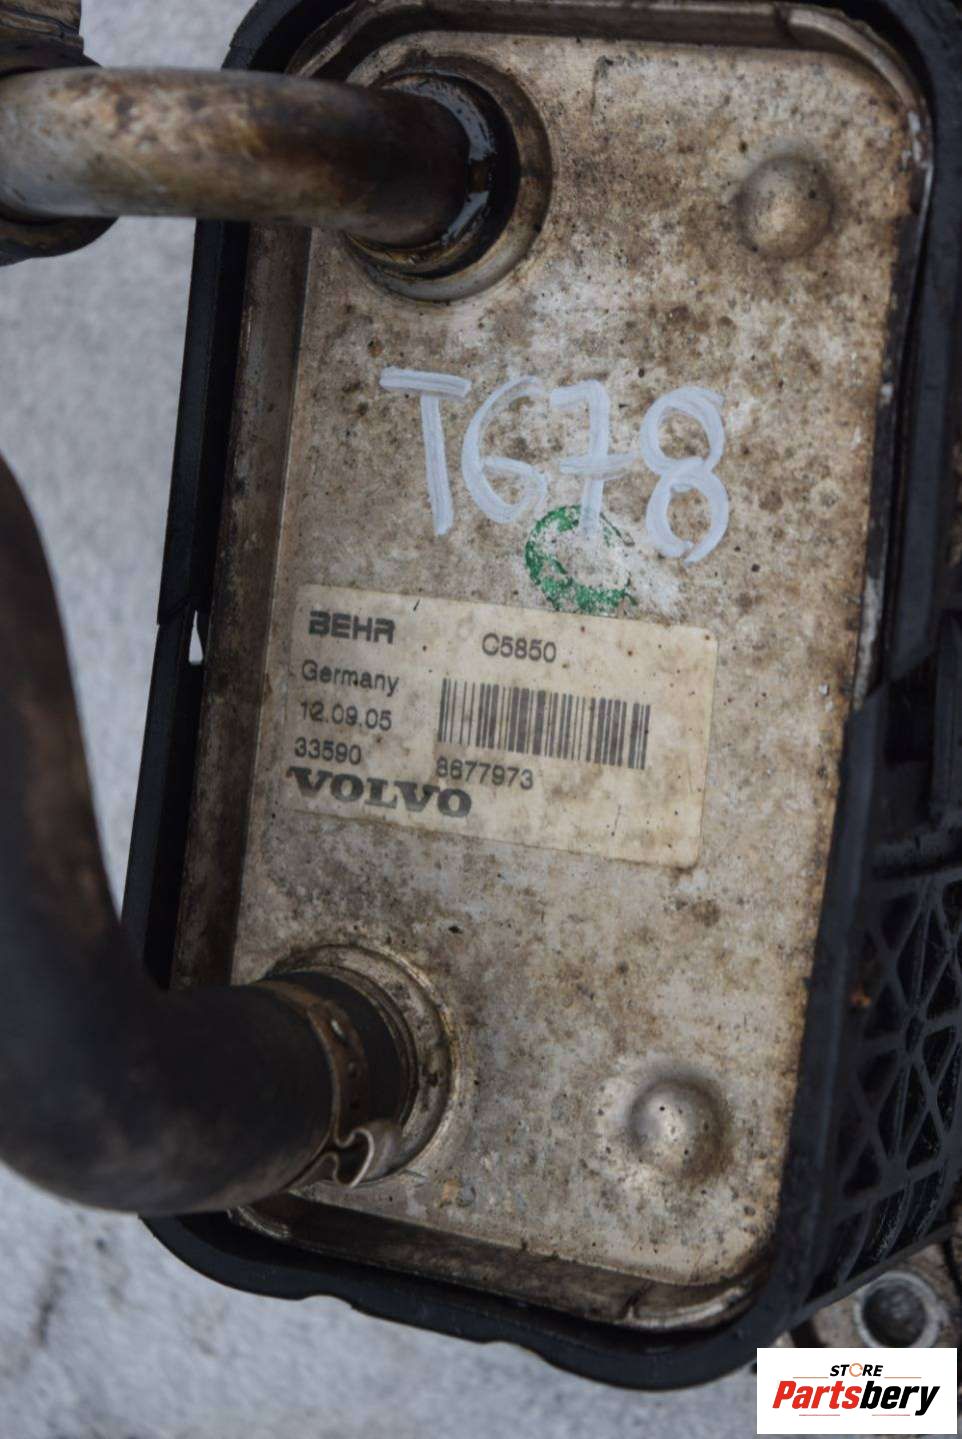 T678
BEHR C5850
Germany
12.09.05
33590 8677973
VOLVO
STORE
Partsbery